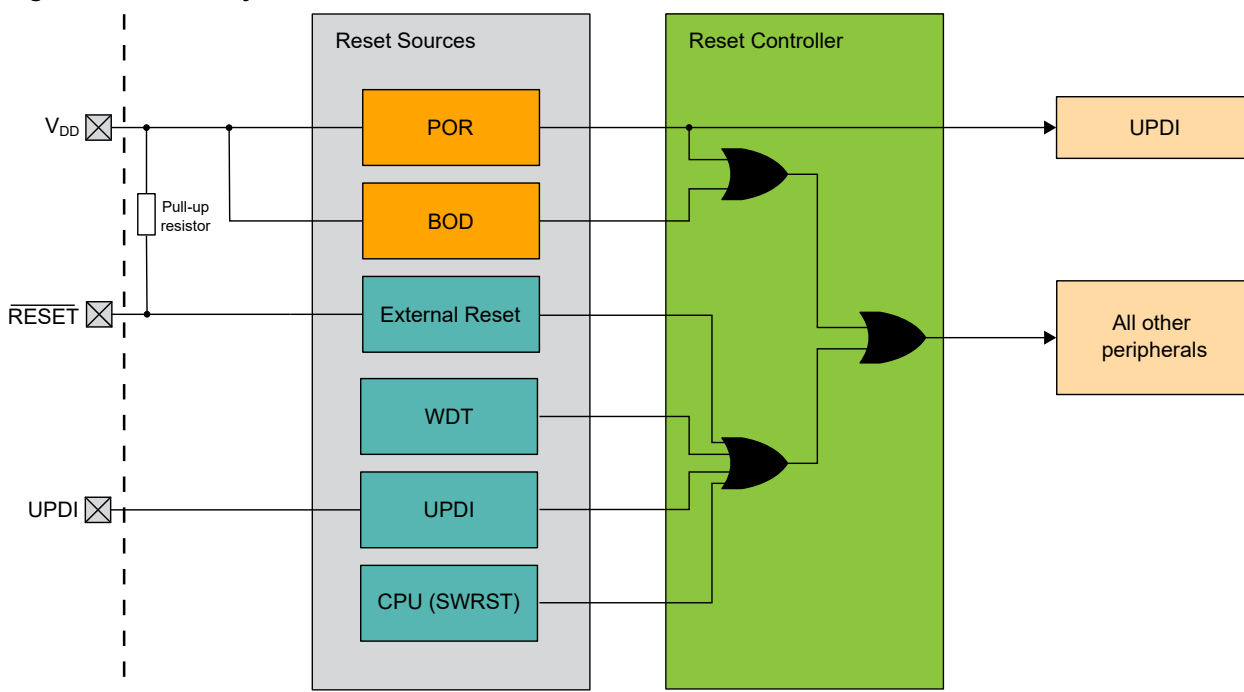 Reset Sources
Reset Controller
VDD
POR
UPDI
Pull-up
resistor
BOD
RESET
External Reset
All other
peripherals
WDT
UPDI
UPDI
CPU (SWRST)